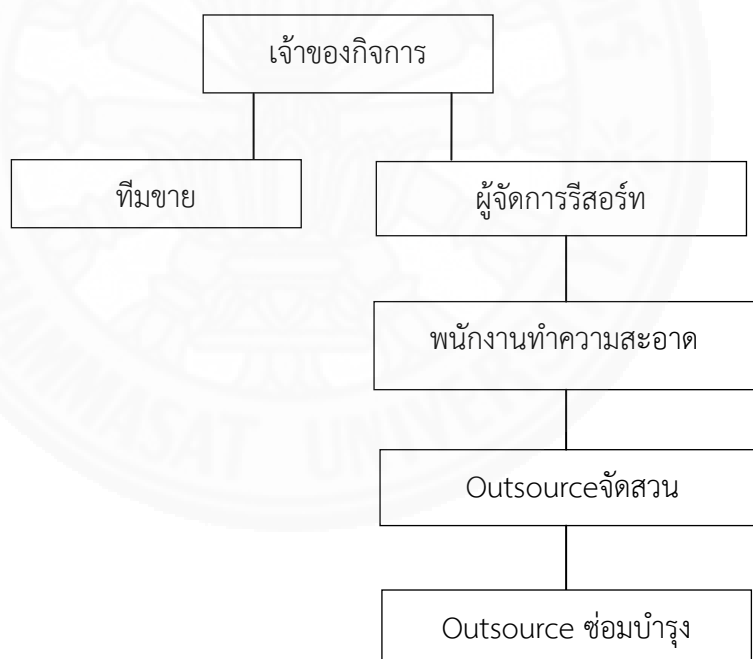 เจ้าของกิจการ
ทีมขาย
ผู้จัดการรีสอร์ท
พนักงานทำความสะอาด
Outsourceจัดสวน
Outsource ซ่อมบำรุง
THAMMASAT UNIVERSITY